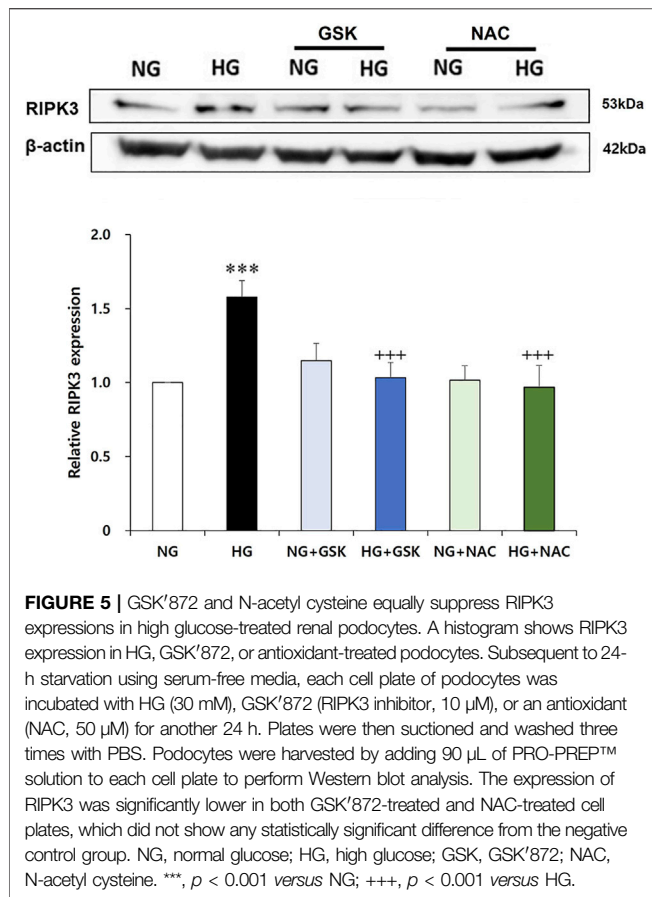 GSK NAC
NG HG NG HG NG HG
RIPK3 53kDa
β-actin 42kDa
Relative RIPK3 expression
2.0
1.5
1.0
0.5
0
***
+++
+++
NG HG NG+GSK HG+GSK NG+NAC HG+NAC
FIGURE 5 | GSK′872 and N-acetyl cysteine equally suppress RIPK3
expressions in high glucose-treated renal podocytes. A histogram shows RIPK3
expression in HG, GSK′872, or antioxidant-treated podocytes. Subsequent to 24-
h starvation using serum-free media, each cell plate of podocytes was
incubated with HG (30 mM), GSK′872 (RIPK3 inhibitor, 10 μM), or an antioxidant
(NAC, 50 μM) for another 24 h. Plates were then suctioned and washed three
times with PBS. Podocytes were harvested by adding 90 μL of PRO-PREP™
solution to each cell plate to perform Western blot analysis. The expression of
RIPK3 was significantly lower in both GSK′872-treated and NAC-treated cell
plates, which did not show any statistically significant difference from the negative
control group. NG, normal glucose; HG, high glucose; GSK, GSK′872; NAC,
N-acetyl cysteine. ***, p < 0.001 versus NG; +++, p < 0.001 versus HG.